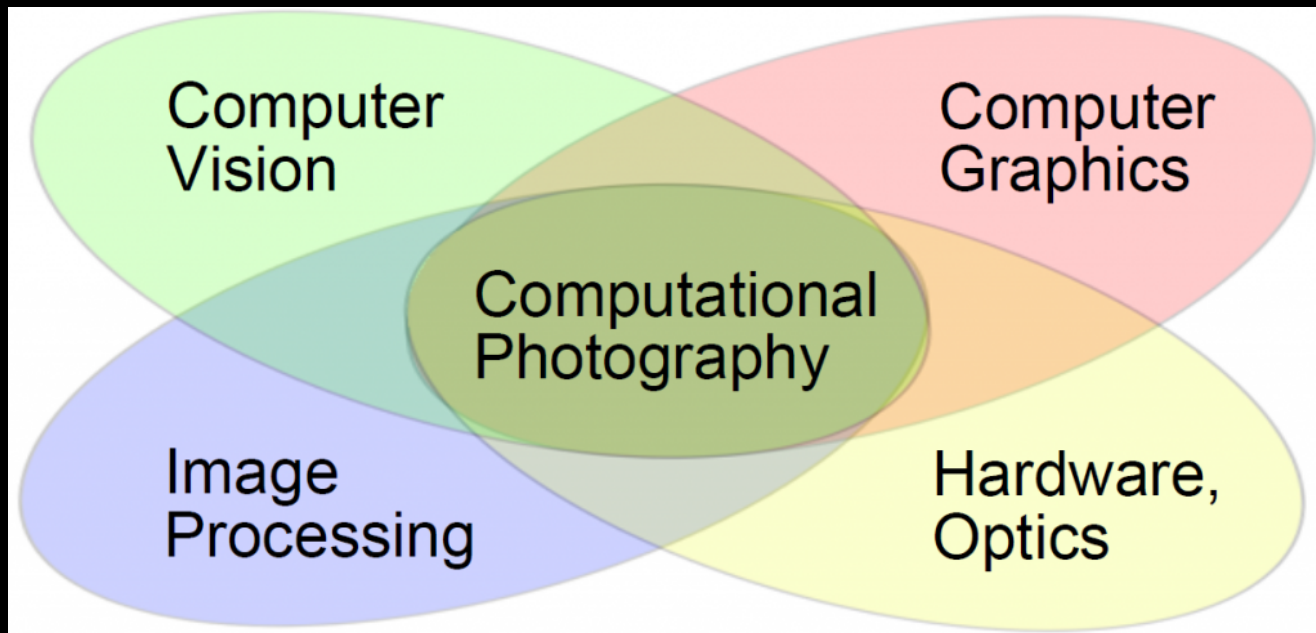 Computer
Vision
Computer
Graphics
Computational
Photography
Image
Processing
Hardware,
Optics